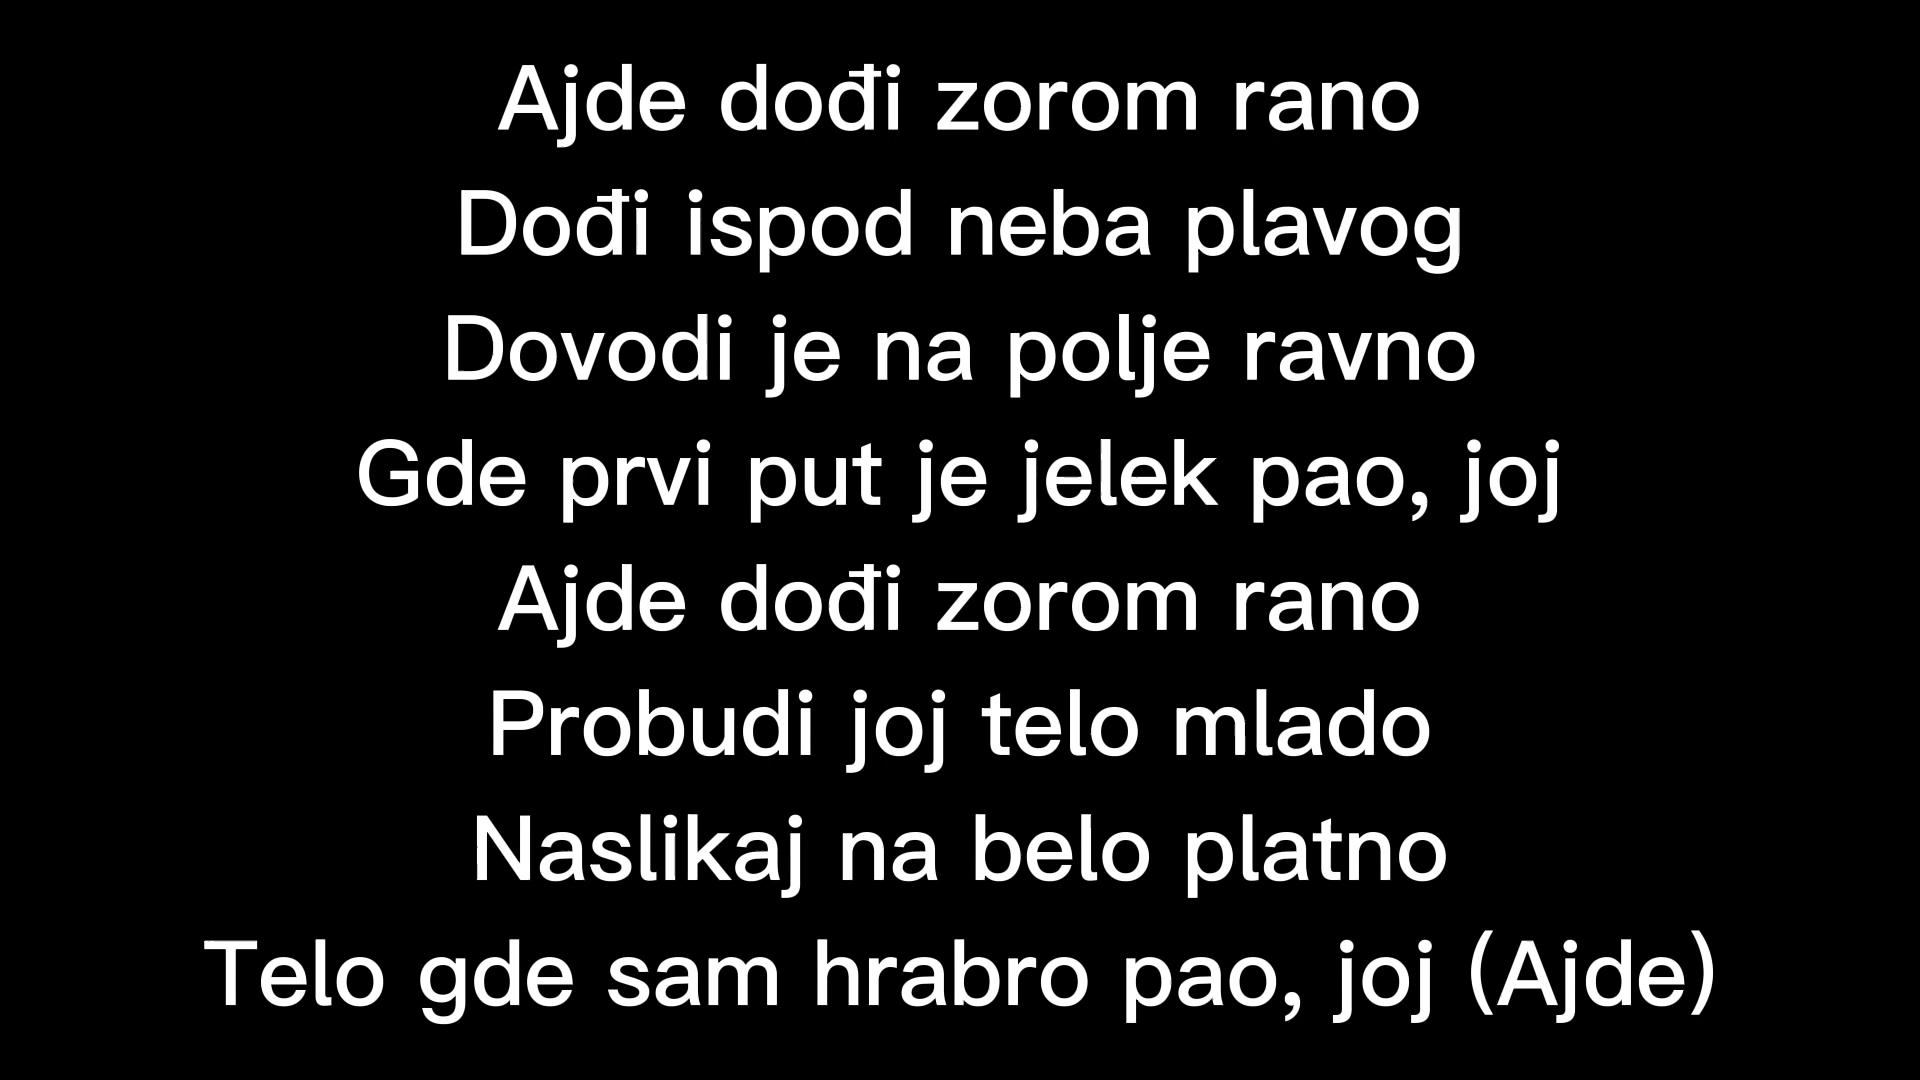 Ajde dođi zorom rano
Dođi ispod neba plavog
Dovodi je na polje ravno
Gde prvi put je jelek pao, joj
Ajde dođi zorom rano
Probudi joj telo mlado
Naslikaj na belo platno
Telo gde sam hrabro pao, joj (Ajde)